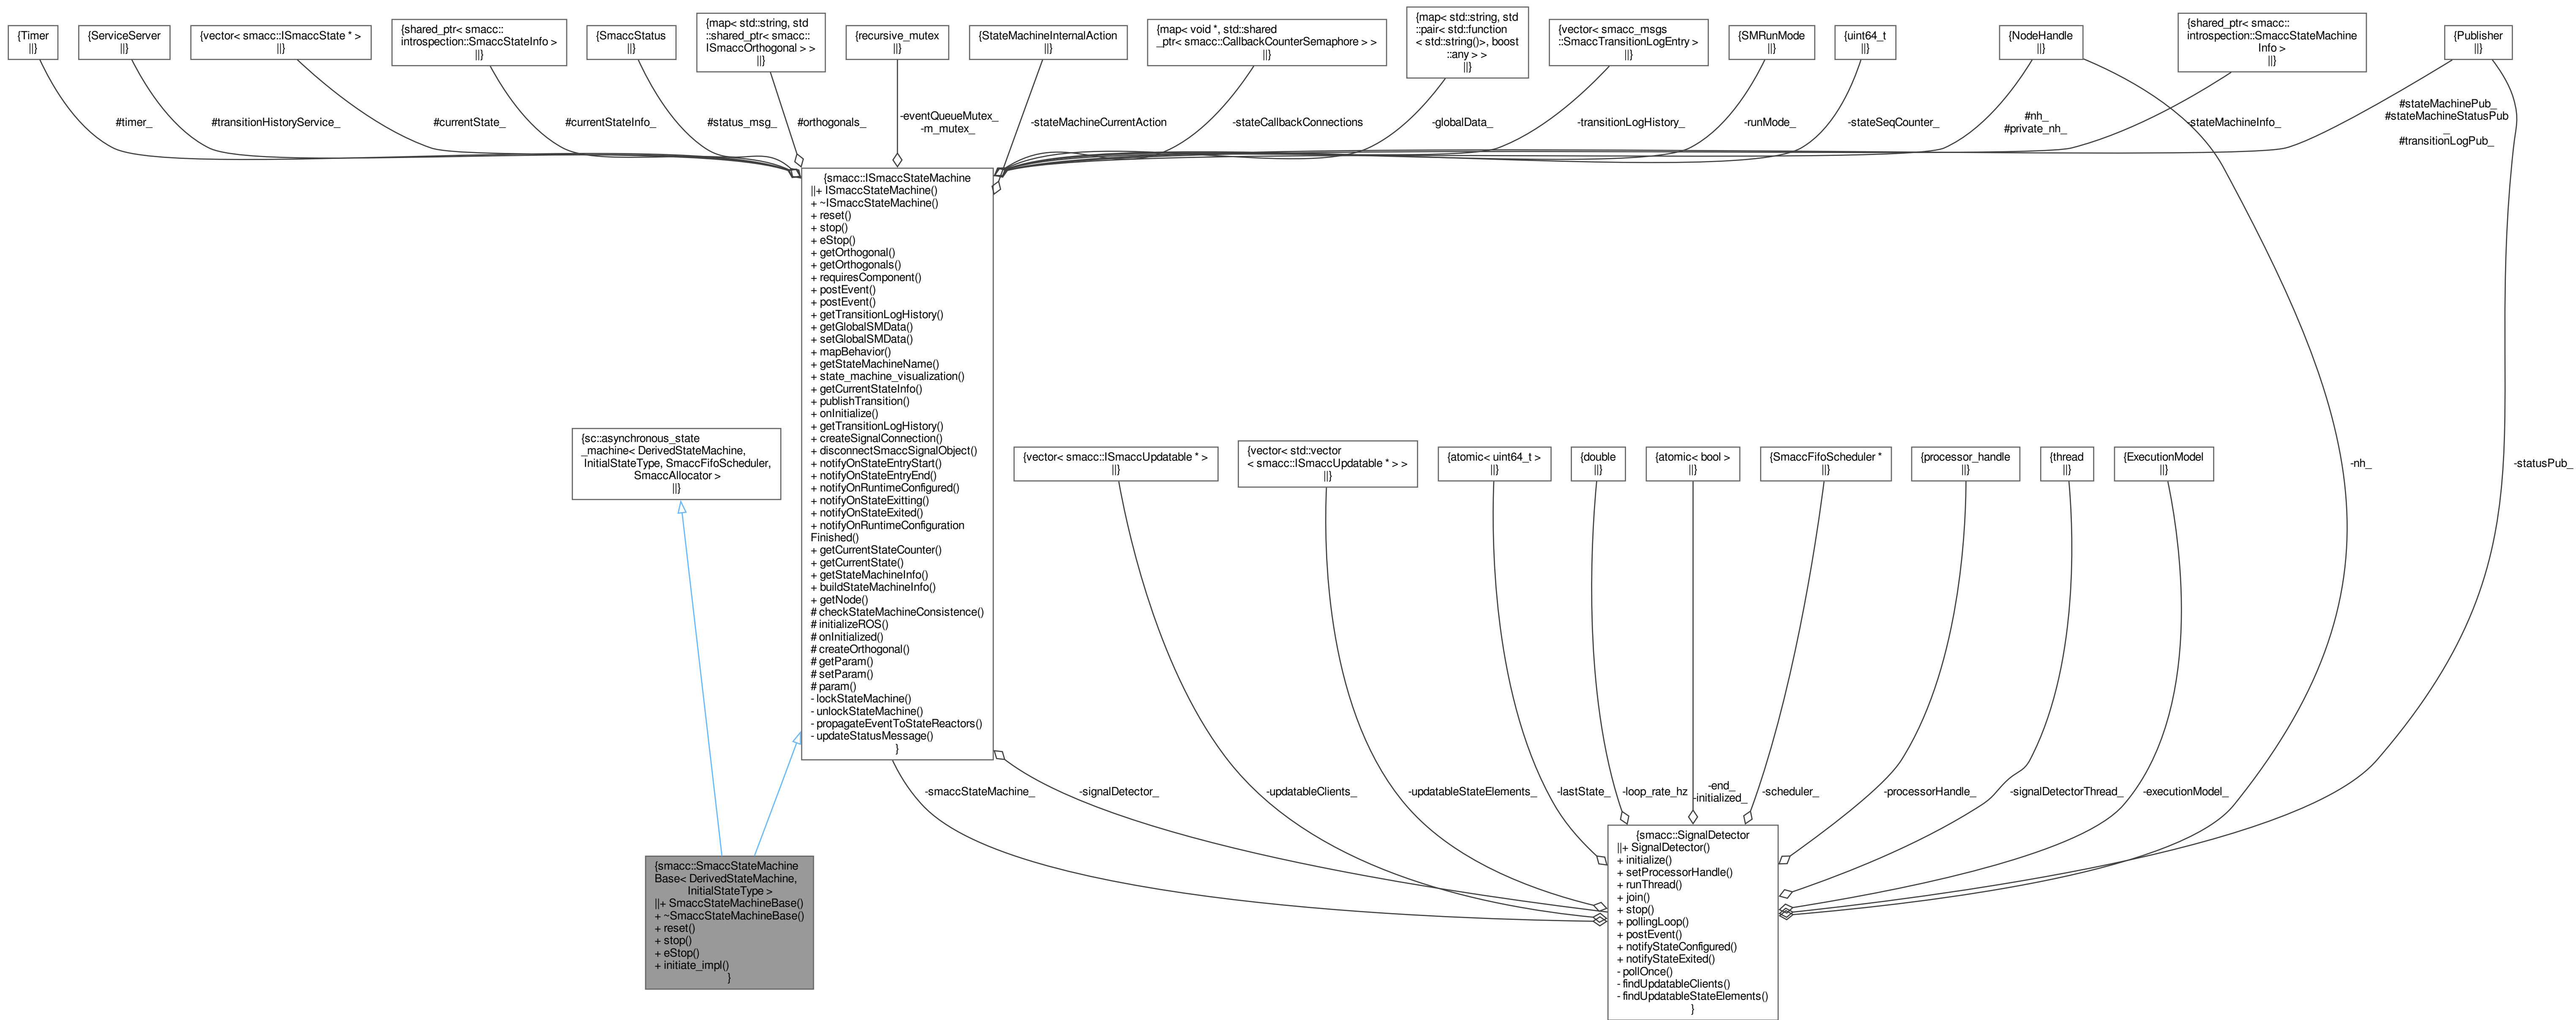 {Timer
||}
{ServiceServer
||}
{vector< smacc::ISmaccState * >
||}
{shared_ptr< smacc::
introspection::SmaccStateInfo >
||}
{SmaccStatus
||}
{map< std::string, std
::shared_ptr< smacc::
ISmaccOrthogonal > >
||}
{recursive_mutex
||}
{StateMachineInternalAction
||}
{map< void *, std::shared
_ptr< smacc::CallbackCounterSemaphore > >
||}
{map< std::string, std
::pair< std::function
< std::string()>, boost
::any > >
||}
{vector< smacc_msgs
::SmaccTransitionLogEntry >
||}
{SMRunMode
||}
{uint64_t
||}
{NodeHandle
||}
{shared_ptr< smacc::
introspection::SmaccStateMachine
Info >
||}
{Publisher
||}
#timer_
#transitionHistoryService_
#currentState_
#currentStateInfo_
#status_msg_
#orthogonals_
-eventQueueMutex_
-m_mutex_
-stateMachineCurrentAction
-stateCallbackConnections
-globalData_
-transitionLogHistory_
-runMode_
-stateSeqCounter_
#nh_
#private_nh_
-stateMachineInfo_
#stateMachinePub_
#stateMachineStatusPub
_
#transitionLogPub_
{smacc::ISmaccStateMachine
||+ ISmaccStateMachine()
+ ~ISmaccStateMachine()
+ reset()
+ stop()
+ eStop()
+ getOrthogonal()
+ getOrthogonals()
+ requiresComponent()
+ postEvent()
+ postEvent()
+ getTransitionLogHistory()
+ getGlobalSMData()
+ setGlobalSMData()
+ mapBehavior()
+ getStateMachineName()
+ state_machine_visualization()
+ getCurrentStateInfo()
+ publishTransition()
+ onInitialize()
+ getTransitionLogHistory()
+ createSignalConnection()
+ disconnectSmaccSignalObject()
+ notifyOnStateEntryStart()
+ notifyOnStateEntryEnd()
+ notifyOnRuntimeConfigured()
+ notifyOnStateExitting()
+ notifyOnStateExited()
+ notifyOnRuntimeConfiguration
Finished()
+ getCurrentStateCounter()
+ getCurrentState()
+ getStateMachineInfo()
+ buildStateMachineInfo()
+ getNode()
# checkStateMachineConsistence()
# initializeROS()
# onInitialized()
# createOrthogonal()
# getParam()
# setParam()
# param()
- lockStateMachine()
- unlockStateMachine()
- propagateEventToStateReactors()
- updateStatusMessage()
}
{sc::asynchronous_state
_machine< DerivedStateMachine,
InitialStateType, SmaccFifoScheduler,
SmaccAllocator >
||}
{vector< smacc::ISmaccUpdatable * >
||}
{vector< std::vector
< smacc::ISmaccUpdatable * > >
||}
{atomic< uint64_t >
||}
{double
||}
{atomic< bool >
||}
{SmaccFifoScheduler *
||}
{processor_handle
||}
{thread
||}
{ExecutionModel
||}
-nh_
-statusPub_
-smaccStateMachine_
-signalDetector_
-updatableClients_
-updatableStateElements_
-lastState_
-loop_rate_hz
-end_
-initialized_
-scheduler_
-processorHandle_
-signalDetectorThread_
-executionModel_
{smacc::SmaccStateMachine
Base< DerivedStateMachine,
InitialStateType >
||+ SmaccStateMachineBase()
+ ~SmaccStateMachineBase()
+ reset()
+ stop()
+ eStop()
+ initiate_impl()
}
{smacc::SignalDetector
||+ SignalDetector()
+ initialize()
+ setProcessorHandle()
+ runThread()
+ join()
+ stop()
+ pollingLoop()
+ postEvent()
+ notifyStateConfigured()
+ notifyStateExited()
- pollOnce()
- findUpdatableClients()
- findUpdatableStateElements()
}